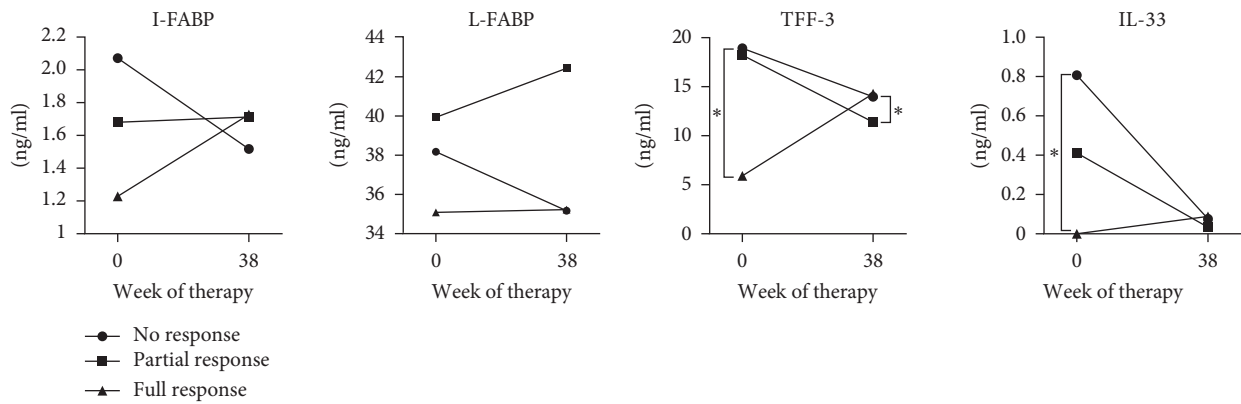 I-FABP
2.2
2.0
1.8
1.6
1.4
1.2
1
(ng/ml)
0
38
Week of therapy
L-FABP
44
42
40
38
36
34
(ng/ml)
0
38
Week of therapy
TFF-3
20
15
10
5
0
(ng/ml)
*
*
0
38
Week of therapy
IL-33
1.0
0.8
0.6
0.4
0.2
0
(ng/ml)
*
0
38
Week of therapy
No response
Partial response
Full response